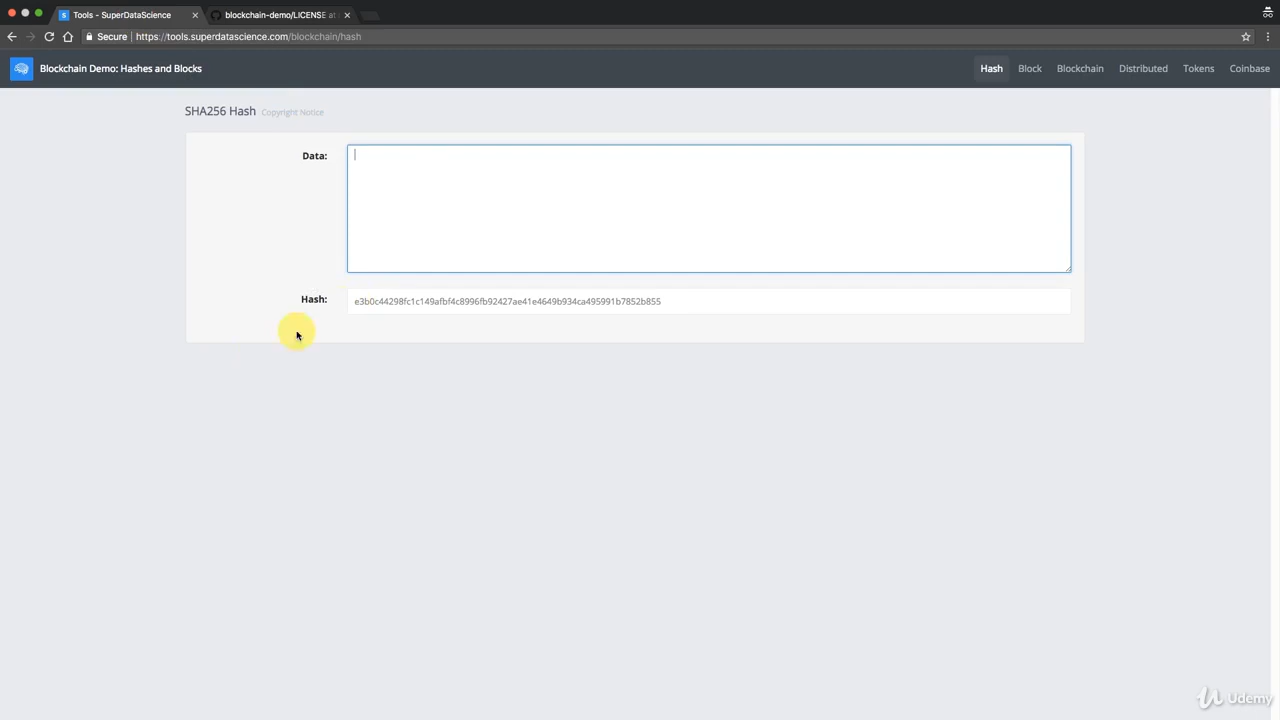 Tools - SuperDataScience
blockchain-demo/LICENSE at
Secure | https://tools.superdatascience.com/blockchain/hash
Blockchain Demo: Hashes and Blocks
Hash Block Blockchain Distributed Tokens Coinbase
SHA256 Hash Copyright Notice
Data:
Hash: e3b0c44298fc1c149afbf4c8996fb92427ae41e4649b934ca495991b7852b855
Udemy